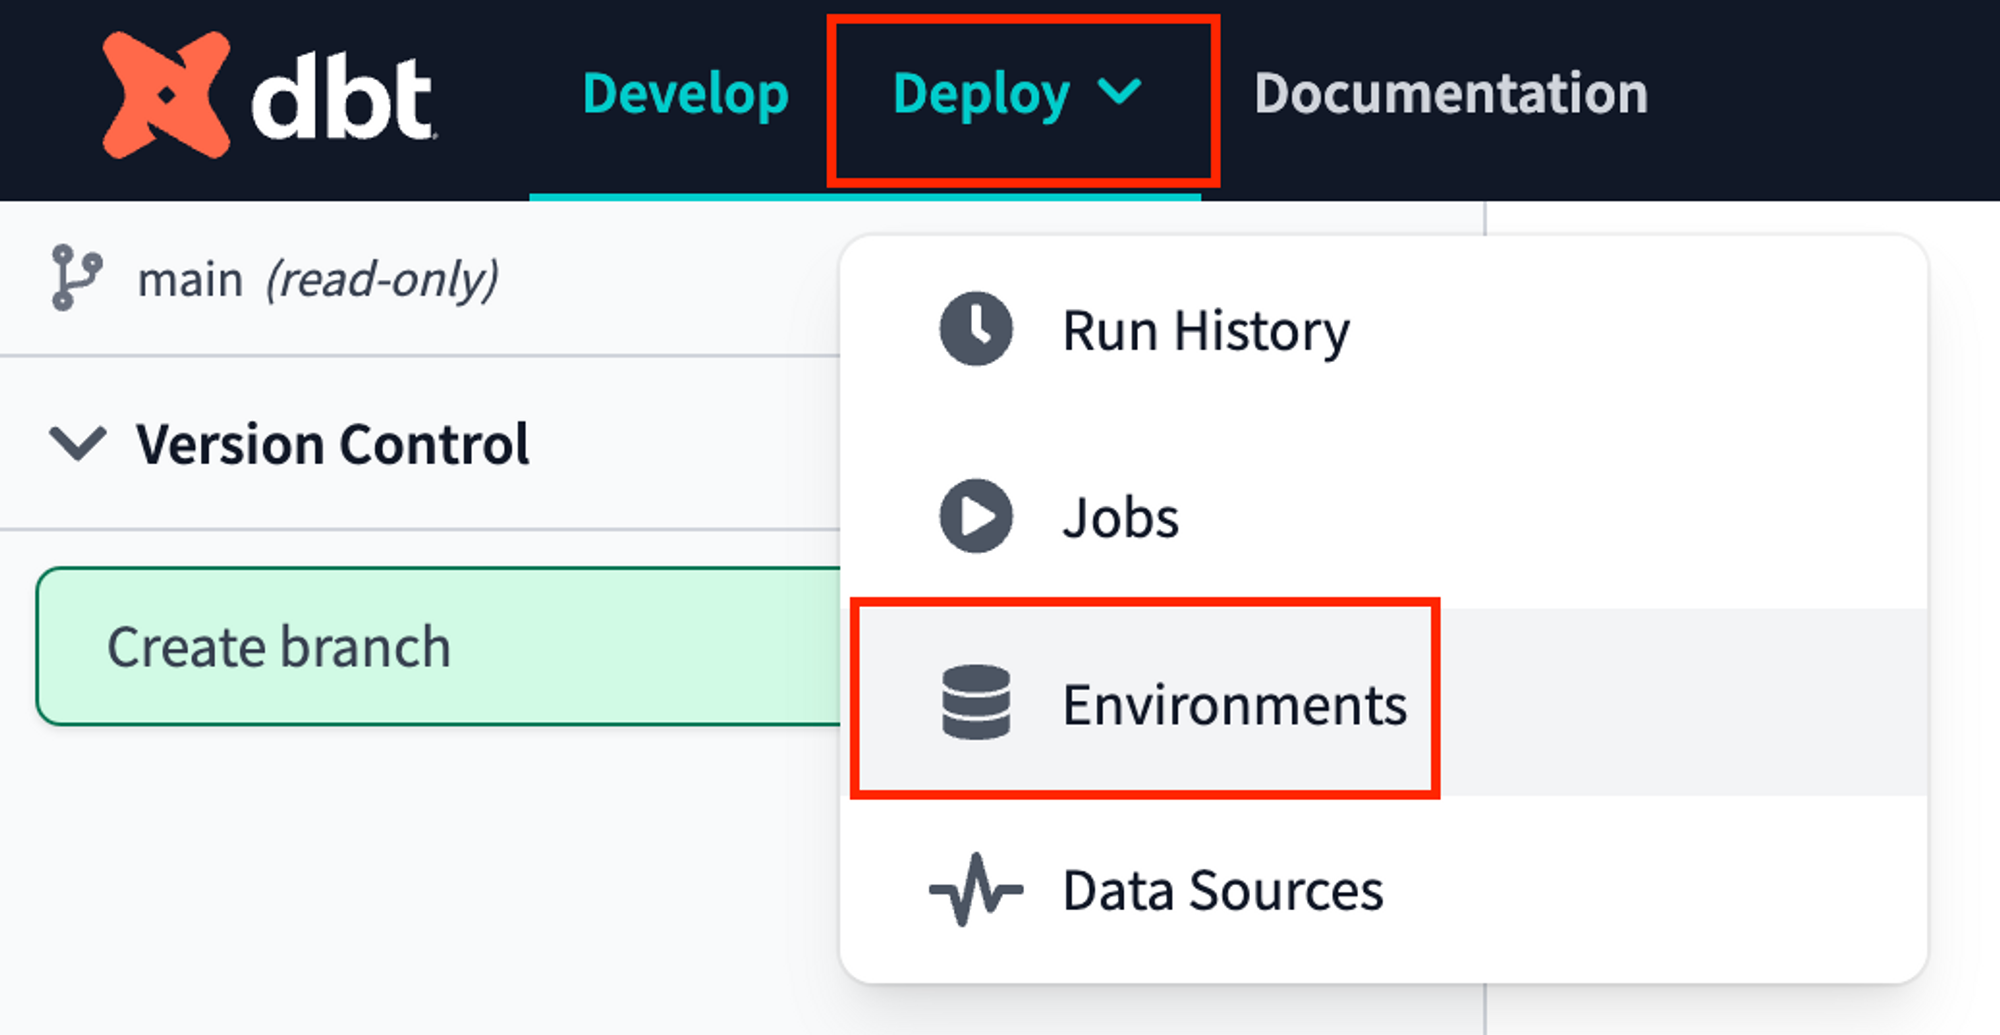 dbt
Develop
Deploy
Documentation
main (read-only)
Version Control
Create branch
Run History
Jobs
Environments
Data Sources